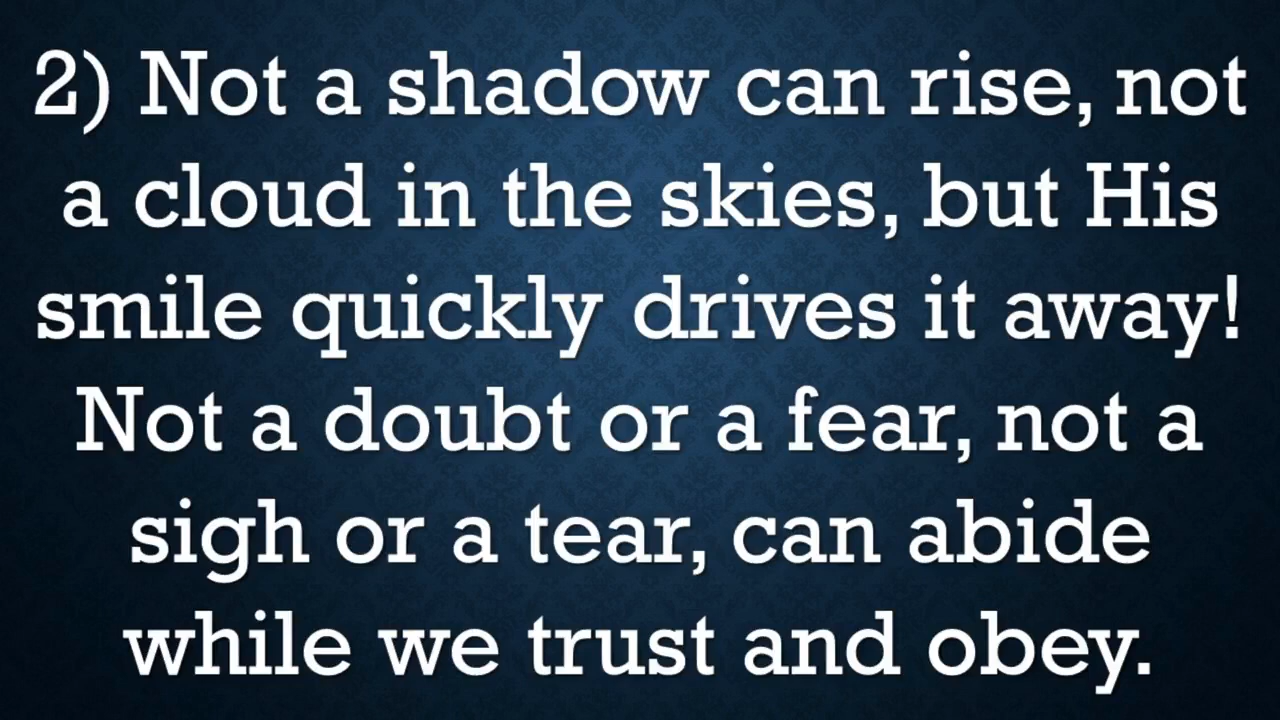 2) Not a shadow can rise, not
a cloud in the skies, but His
smile quickly drives it away!
Not a doubt or a fear, not a
sigh or a tear, can abide
while we trust and obey.